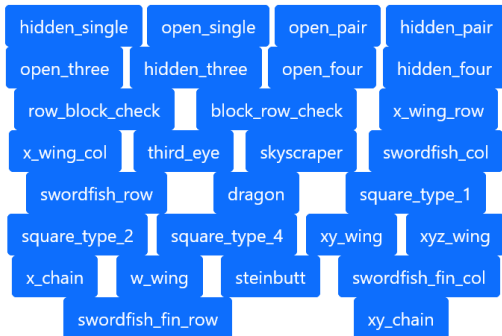 hidden_single open_single open_pair hidden_pair
open_three hidden_three open_four hidden_four
row_block_check block_row_check x_wing_row
x_wing_col third_eye skyscraper swordfish_col
swordfish_row dragon square_type_1
square_type_2 square_type_4 xy_wing xyz_wing
x_chain w_wing steinbutt swordfish_fin_col
swordfish_fin_row xy_chain